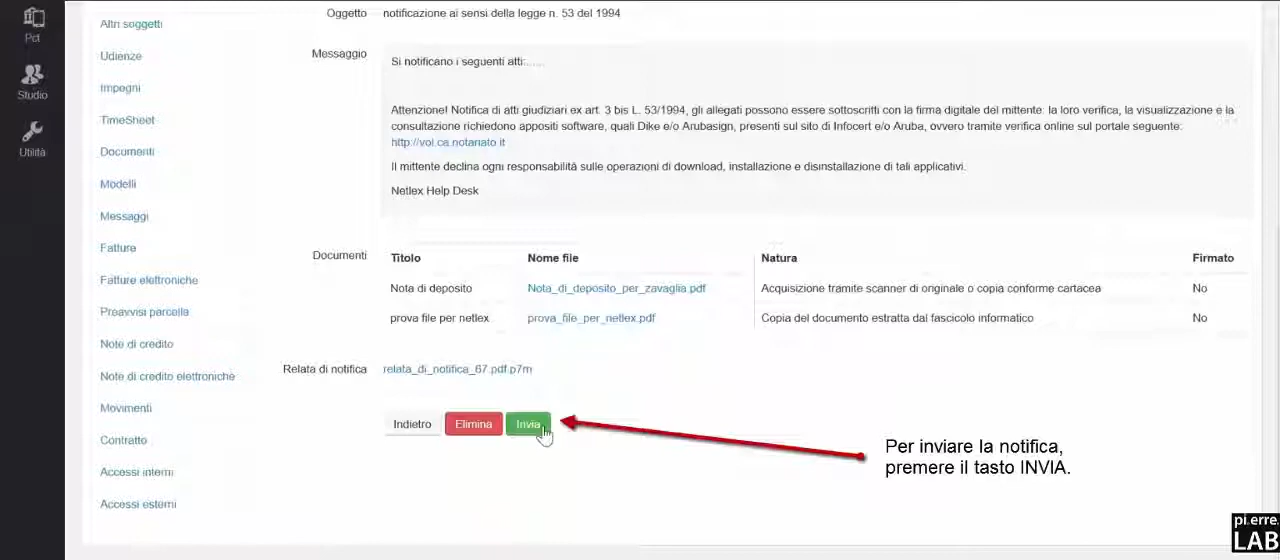 Pct
Studio
Utilità
Altri soggetti
Udienze
Impegni
TimeSheet
Documenti
Modelli
Messaggi
Fatture
Fatture elettroniche
Preavvisi parcella
Note di credito
Note di credito elettroniche
Movimenti
Contratto
Accessi interni
Accessi esterni
Oggetto notificazione ai sensi della legge n. 53 del 1994
Messaggio
Si notificano i seguenti atti:......
Attenzione! Notifica di atti giudiziari ex art. 3 bis L. 53/1994, gli allegati possono essere sottoscritti con la firma digitale del mittente: la loro verifica, la visualizzazione e la
consultazione richiedono appositi software, quali Dike e/o Arubasign, presenti sul sito di Infocert e/o Aruba, ovvero tramite verifica online sul portale seguente:
http://vol.ca.notariato.it
Il mittente declina ogni responsabilità sulle operazioni di download, installazione e disinstallazione di tali applicativi.
Netlex Help Desk
Documenti
Titolo Nome file Natura Firmato
Nota di deposito Nota_di_deposito_per_zavaglia.pdf Acquisizione tramite scanner di originale o copia conforme cartacea No
prova file per netlex prova_file_per_netlex.pdf Copia del documento estratta dal fascicolo informatico No
Relata di notifica relata_di_notifica_67.pdf.p7m
Indietro Elimina Invia
Per inviare la notifica,
premere il tasto INVIA.
pi.erre.
LAB